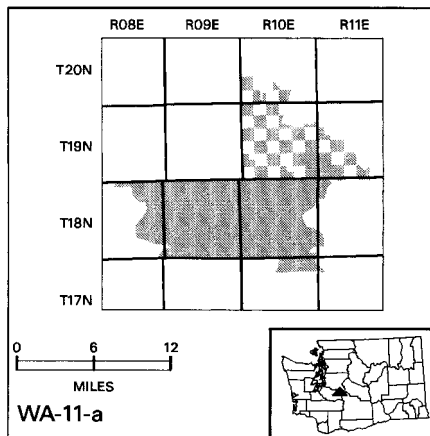 R08E R09E R10E R11E
T20N
T19N
T18N
T17N
0 6 12
MILES
WA-11-a